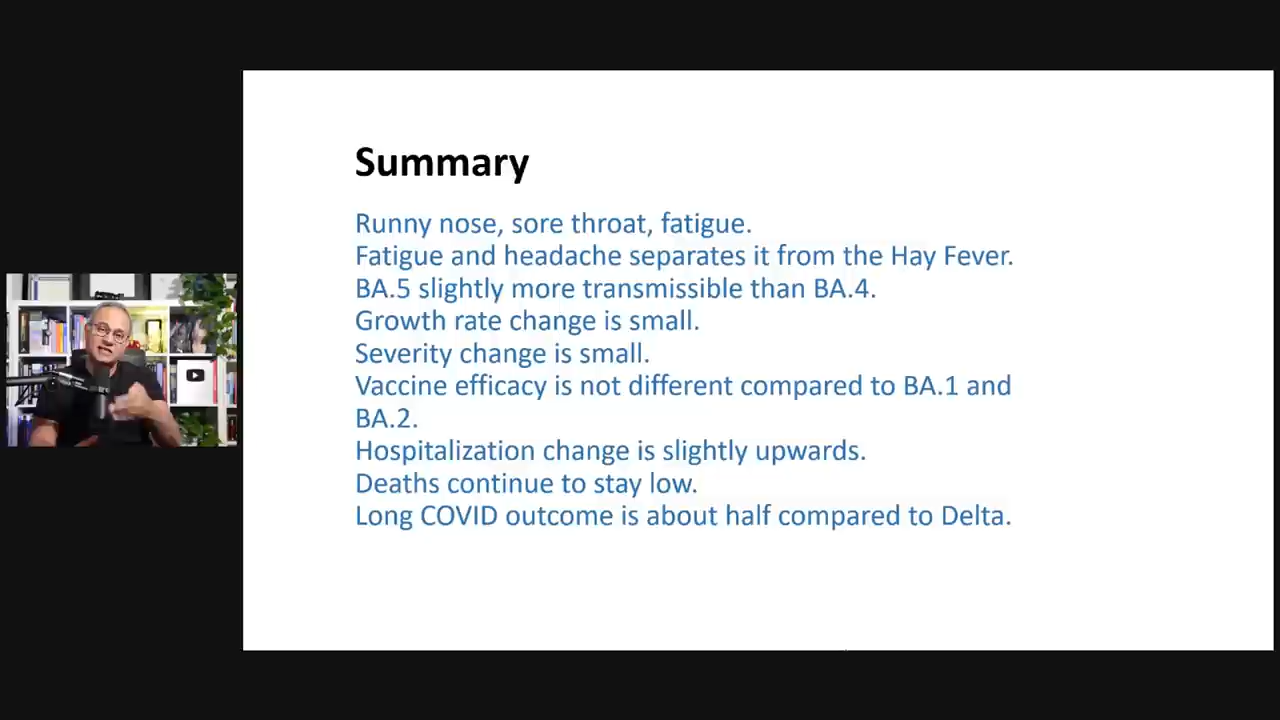 Summary
Runny nose, sore throat, fatigue.
Fatigue and headache separates it from the Hay Fever.
BA.5 slightly more transmissible than BA.4.
Growth rate change is small.
Severity change is small.
Vaccine efficacy is not different compared to BA.1 and
BA.2.
Hospitalization change is slightly upwards.
Deaths continue to stay low.
Long COVID outcome is about half compared to Delta.